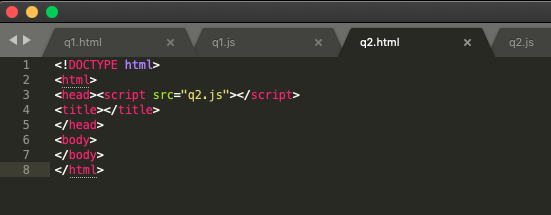 q1.html × q1.js × q2.html × q2.js
1 <!DOCTYPE html>
2 <html>
3 <head><script src="q2.js"></script>
4 <title></title>
5 </head>
6 <body>
7 </body>
8 </html>